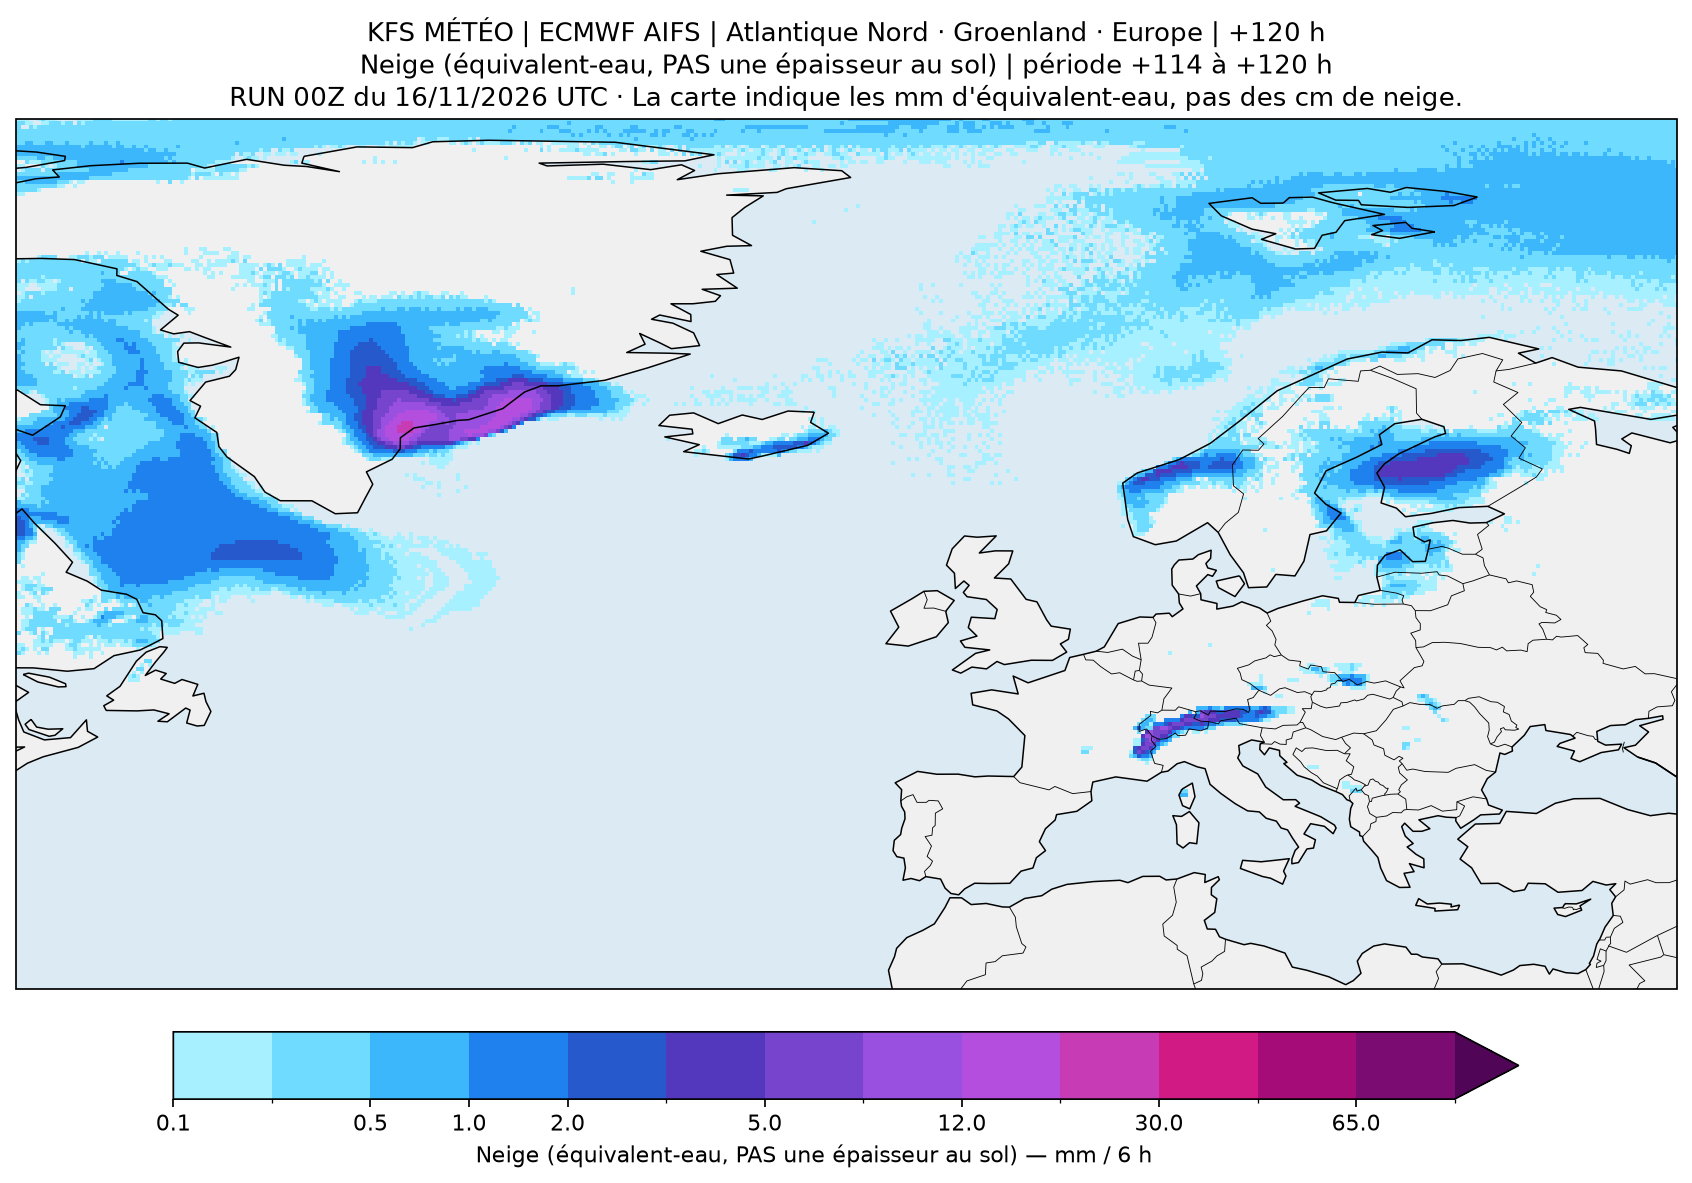 KFS MÉTÉO | ECMWF AIFS | Atlantique Nord · Groenland · Europe | +120 h
Neige (équivalent-eau, PAS une épaisseur au sol) | période +114 à +120 h
RUN 00Z du 16/11/2026 UTC · La carte indique les mm d'équivalent-eau, pas des cm de neige.
0.1 0.5 1.0 2.0 5.0 12.0 30.0 65.0
Neige (équivalent-eau, PAS une épaisseur au sol) — mm / 6 h